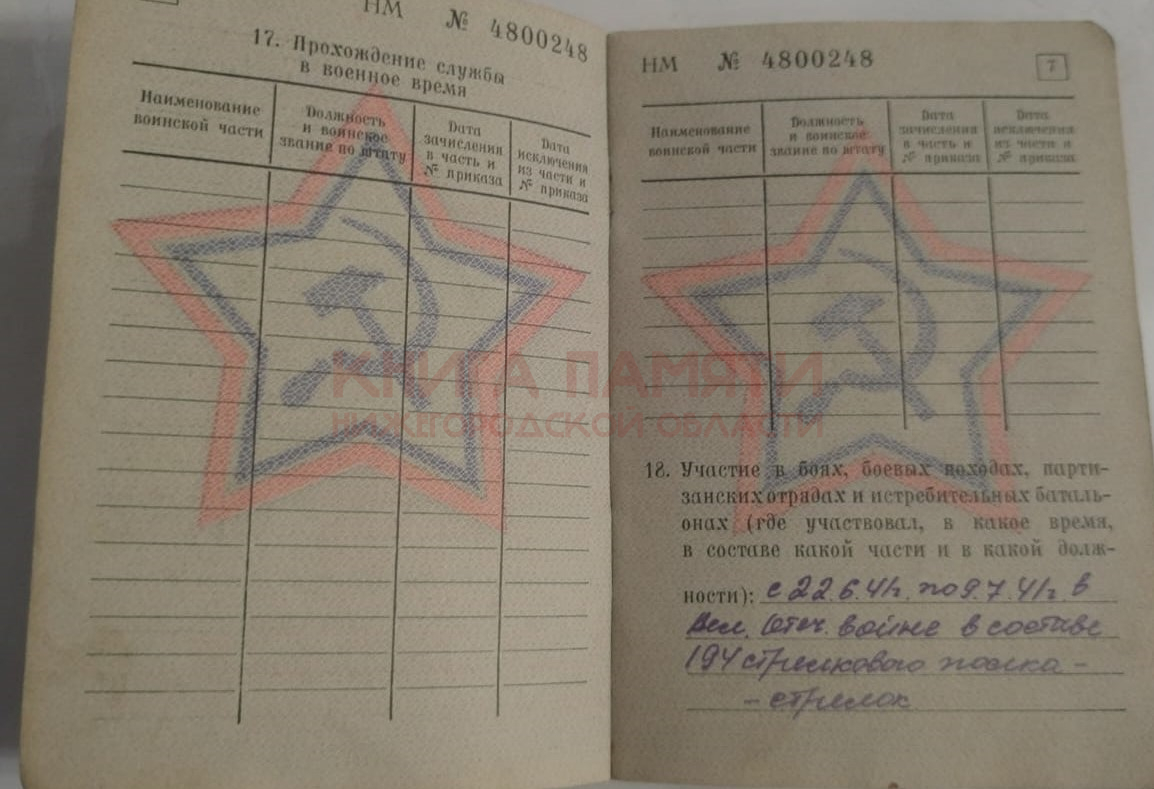 НМ № 4800248
17. Прохождение службы
в военное время
Наименование
воинской части
Должность
и воинское
звание по штату
Дата
зачисления
в часть и
№ приказа
Дата
исключения
из части и
№ приказа
НМ № 4800248
7
Наименование
воинской части
Должность
и воинское
звание по штату
Дата
зачисления
в часть и
№ приказа
Дата
исключения
из части и
№ приказа
КНИГА ПАМЯТИ
НИЖЕГОРОДСКОЙ ОБЛАСТИ
18. Участие в боях, боевых походах, парти-
занских отрядах и истребительных баталь-
онах (где участвовал, в какое время,
в составе какой части и в какой долж-
ности): с 22.6.41г. по 9.7.41г. в
Вел. Отеч. войне в составе
194 стрелкового полка -
- стрелок